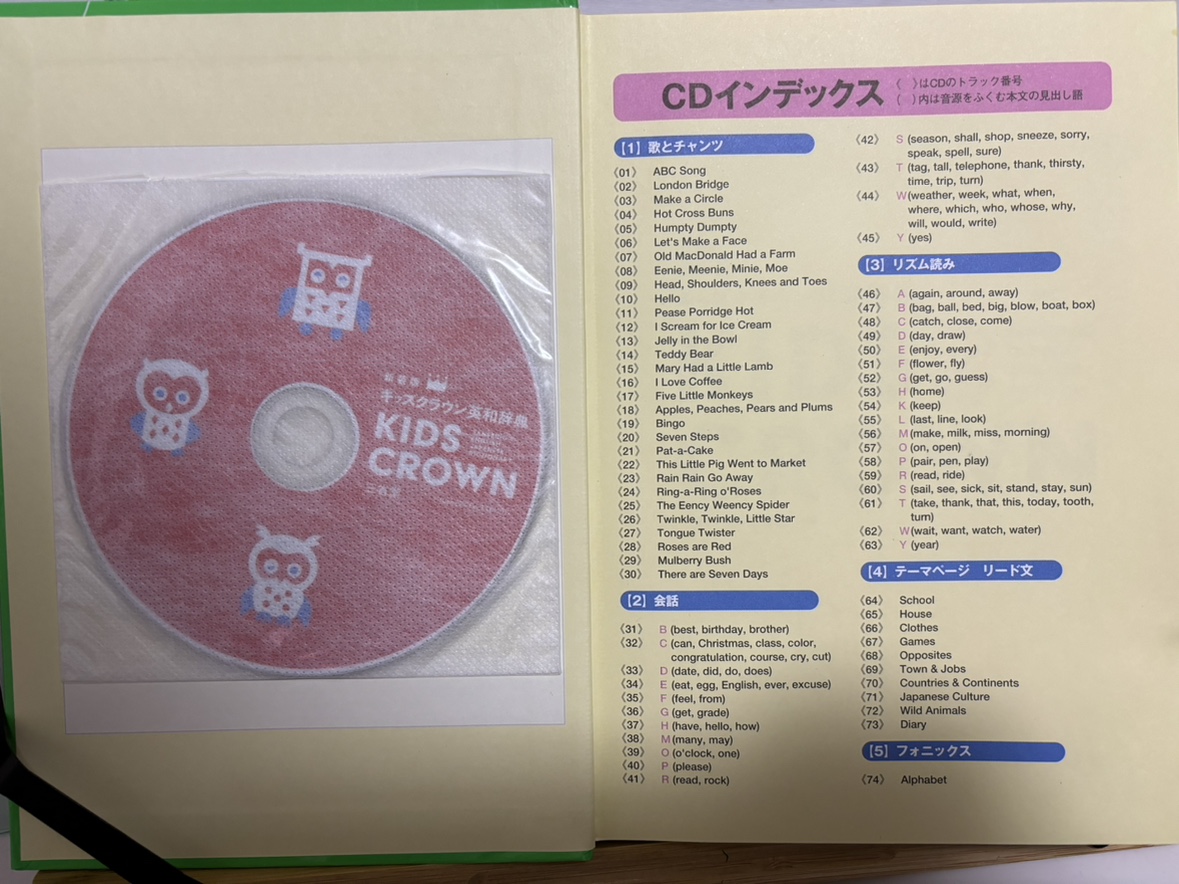 新装版
キッズクラウン英和辞典
KIDS
CROWN
三省堂
CDインデックス
〈 〉はCDのトラック番号
( )内は音源をふくむ本文の見出し語
【1】歌とチャンツ
〈01〉 ABC Song
〈02〉 London Bridge
〈03〉 Make a Circle
〈04〉 Hot Cross Buns
〈05〉 Humpty Dumpty
〈06〉 Let's Make a Face
〈07〉 Old MacDonald Had a Farm
〈08〉 Eenie, Meenie, Minie, Moe
〈09〉 Head, Shoulders, Knees and Toes
〈10〉 Hello
〈11〉 Pease Porridge Hot
〈12〉 I Scream for Ice Cream
〈13〉 Jelly in the Bowl
〈14〉 Teddy Bear
〈15〉 Mary Had a Little Lamb
〈16〉 I Love Coffee
〈17〉 Five Little Monkeys
〈18〉 Apples, Peaches, Pears and Plums
〈19〉 Bingo
〈20〉 Seven Steps
〈21〉 Pat-a-Cake
〈22〉 This Little Pig Went to Market
〈23〉 Rain Rain Go Away
〈24〉 Ring-a-Ring o'Roses
〈25〉 The Eency Weency Spider
〈26〉 Twinkle, Twinkle, Little Star
〈27〉 Tongue Twister
〈28〉 Roses are Red
〈29〉 Mulberry Bush
〈30〉 There are Seven Days
【2】会話
〈31〉 B (best, birthday, brother)
〈32〉 C (can, Christmas, class, color,
congratulation, course, cry, cut)
〈33〉 D (date, did, do, does)
〈34〉 E (eat, egg, English, ever, excuse)
〈35〉 F (feel, from)
〈36〉 G (get, grade)
〈37〉 H (have, hello, how)
〈38〉 M (many, may)
〈39〉 O (o'clock, one)
〈40〉 P (please)
〈41〉 R (read, rock)
〈42〉 S (season, shall, shop, sneeze, sorry,
speak, spell, sure)
〈43〉 T (tag, tall, telephone, thank, thirsty,
time, trip, turn)
〈44〉 W (weather, week, what, when,
where, which, who, whose, why,
will, would, write)
〈45〉 Y (yes)
【3】リズム読み
〈46〉 A (again, around, away)
〈47〉 B (bag, ball, bed, big, blow, boat, box)
〈48〉 C (catch, close, come)
〈49〉 D (day, draw)
〈50〉 E (enjoy, every)
〈51〉 F (flower, fly)
〈52〉 G (get, go, guess)
〈53〉 H (home)
〈54〉 K (keep)
〈55〉 L (last, line, look)
〈56〉 M (make, milk, miss, morning)
〈57〉 O (on, open)
〈58〉 P (pair, pen, play)
〈59〉 R (read, ride)
〈60〉 S (sail, see, sick, sit, stand, stay, sun)
〈61〉 T (take, thank, that, this, today, tooth,
turn)
〈62〉 W (wait, want, watch, water)
〈63〉 Y (year)
【4】テーマページ リード文
〈64〉 School
〈65〉 House
〈66〉 Clothes
〈67〉 Games
〈68〉 Opposites
〈69〉 Town & Jobs
〈70〉 Countries & Continents
〈71〉 Japanese Culture
〈72〉 Wild Animals
〈73〉 Diary
【5】フォニックス
〈74〉 Alphabet